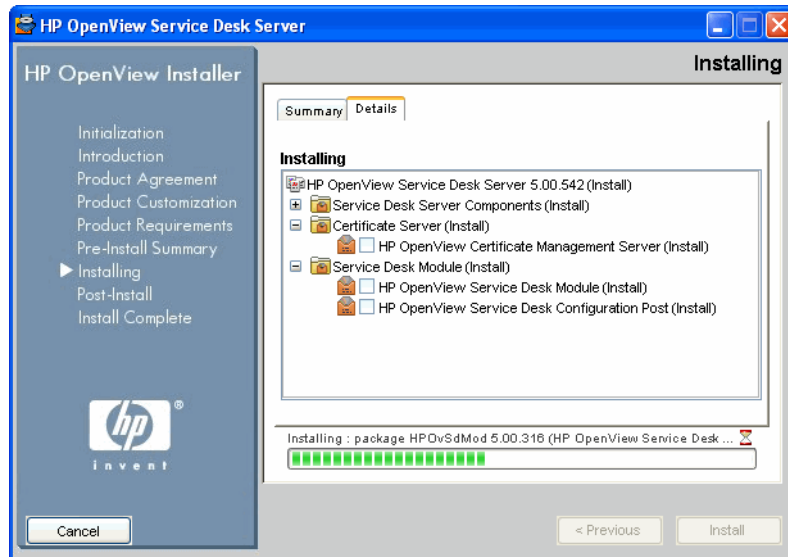 HP OpenView Service Desk Server
HP OpenView Installer
Initialization
Introduction
Product Agreement
Product Customization
Product Requirements
Pre-Install Summary
Installing
Post-Install
Install Complete
hp
®
invent
Cancel
Installing
Summary
Details
Installing
HP OpenView Service Desk Server 5.00.542 (Install)
Service Desk Server Components (Install)
Certificate Server (Install)
HP OpenView Certificate Management Server (Install)
Service Desk Module (Install)
HP OpenView Service Desk Module (Install)
HP OpenView Service Desk Configuration Post (Install)
Installing : package HPOvSdMod 5.00.316 (HP OpenView Service Desk ...
< Previous
Install